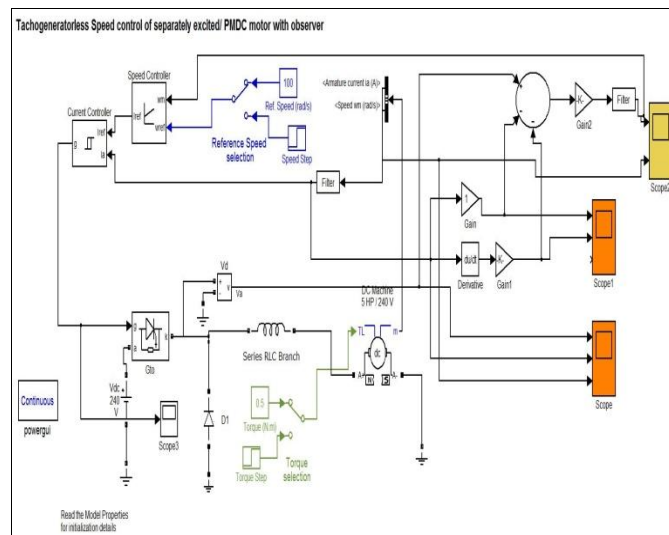 Tachogeneratorless Speed control of separately excited/ PMDC motor with observer
Speed Controller
Current Controller
wm
wref
Iref
Iref
Ia
g
100
Ref. Speed (rad/s)
Reference Speed
selection
Speed Step
<Armature current ia (A)>
<Speed wm (rad/s)>
Filter
-K-
Gain2
Filter
Scope2
1
Gain
du/dt
Derivative
-K-
Gain1
Scope1
Vd
+
-
v
Va
DC Machine
5 HP / 240 V
TL
m
dc
A+
A-
N
S
Scope
g
a
k
Gto
Series RLC Branch
Vdc
240
V
Continuous
powergui
Scope3
D1
0.5
Torque (N.m)
Torque Step
Torque
selection
Read the Model Properties
for initialization details